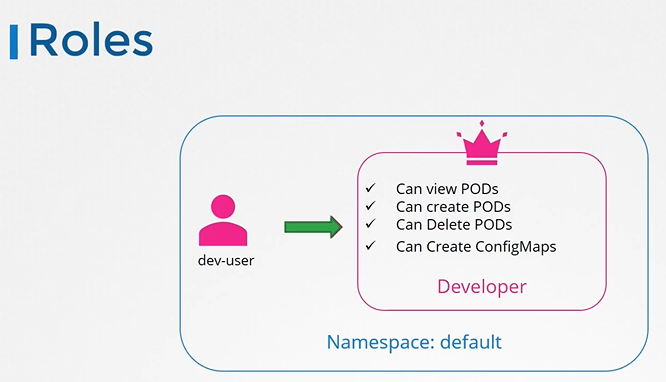 Roles
Can view PODs
Can create PODs
Can Delete PODs
Can Create ConfigMaps
dev-user
Developer
Namespace: default